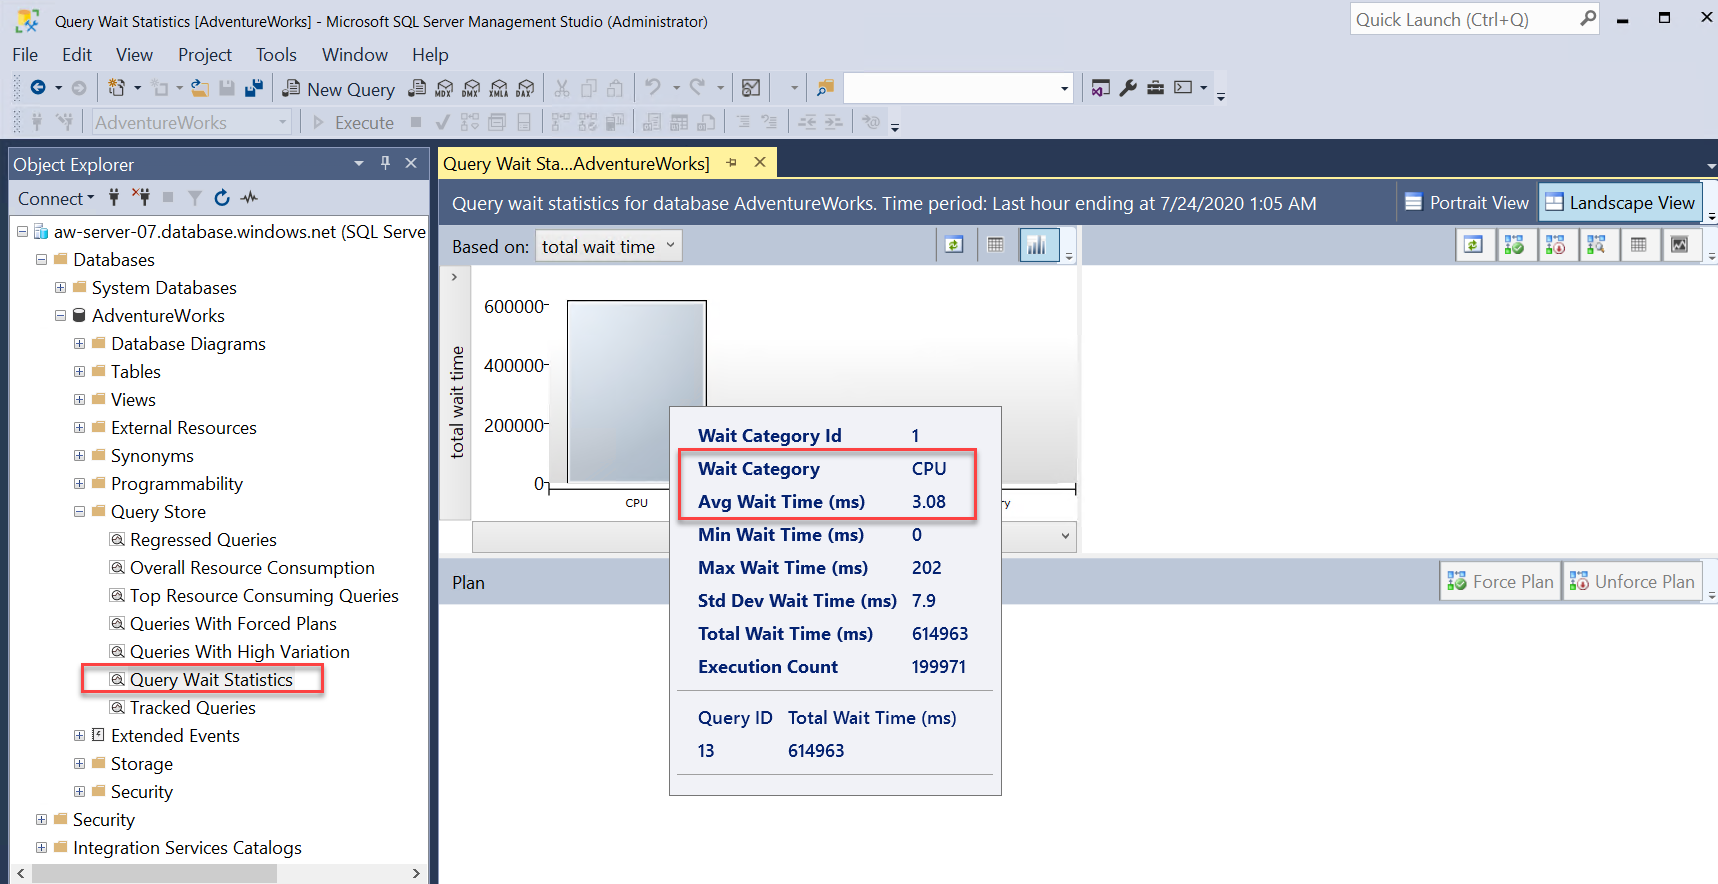 Query Wait Statistics [AdventureWorks] - Microsoft SQL Server Management Studio (Administrator)
Quick Launch (Ctrl+Q)
File Edit View Project Tools Window Help
New Query MDX DMX XMLA DAX
AdventureWorks Execute
Object Explorer
Connect
aw-server-07.database.windows.net (SQL Serve
Databases
System Databases
AdventureWorks
Database Diagrams
Tables
Views
External Resources
Synonyms
Programmability
Query Store
Regressed Queries
Overall Resource Consumption
Top Resource Consuming Queries
Queries With Forced Plans
Queries With High Variation
Query Wait Statistics
Tracked Queries
Extended Events
Storage
Security
Security
Integration Services Catalogs
Query Wait Sta...AdventureWorks]
Query wait statistics for database AdventureWorks. Time period: Last hour ending at 7/24/2020 1:05 AM
Portrait View
Landscape View
Based on: total wait time
total wait time
600000
400000
200000
0
CPU
ry
Wait Category Id 1
Wait Category CPU
Avg Wait Time (ms) 3.08
Min Wait Time (ms) 0
Max Wait Time (ms) 202
Std Dev Wait Time (ms) 7.9
Total Wait Time (ms) 614963
Execution Count 199971
Query ID Total Wait Time (ms)
13 614963
Plan
Force Plan
Unforce Plan